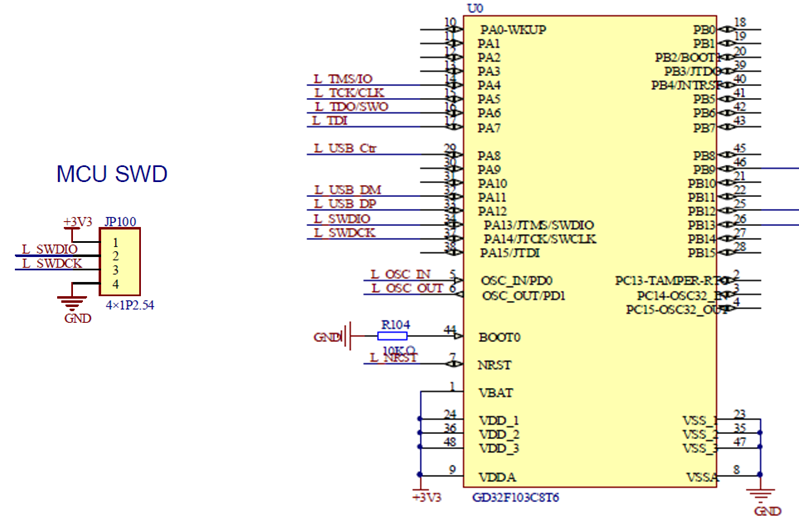 U0
10 PA0-WKUP PB0 18
11 PA1 PB1 19
12 PA2 PB2/BOOT1 20
13 PA3 PB3/JTDO 39
L_TMS/IO 14 PA4 PB4/JNTRST 40
L_TCK/CLK 15 PA5 PB5 41
L_TDO/SWO 16 PA6 PB6 42
L_TDI 17 PA7 PB7 43
L_USB_Ctr 29 PA8 PB8 45
30 PA9 PB9 46
31 PA10 PB10 21
L_USB_DM 32 PA11 PB11 22
L_USB_DP 33 PA12 PB12 25
L_SWDIO 34 PA13/JTMS/SWDIO PB13 26
L_SWDCK 37 PA14/JTCK/SWCLK PB14 27
38 PA15/JTDI PB15 28
MCU SWD
+3V3 JP100
1
L_SWDIO 2
L_SWDCK 3
4
GND 4×1P2.54
L_OSC_IN 5 OSC_IN/PD0 PC13-TAMPER-RTC 2
L_OSC_OUT 6 OSC_OUT/PD1 PC14-OSC32_IN 3
PC15-OSC32_OUT 4
R104
GND 44 BOOT0
10KΩ
L_NRST 7 NRST
1 VBAT
24 VDD_1 VSS_1 23
36 VDD_2 VSS_2 35
48 VDD_3 VSS_3 47
9 VDDA VSSA 8
+3V3 GD32F103C8T6 GND